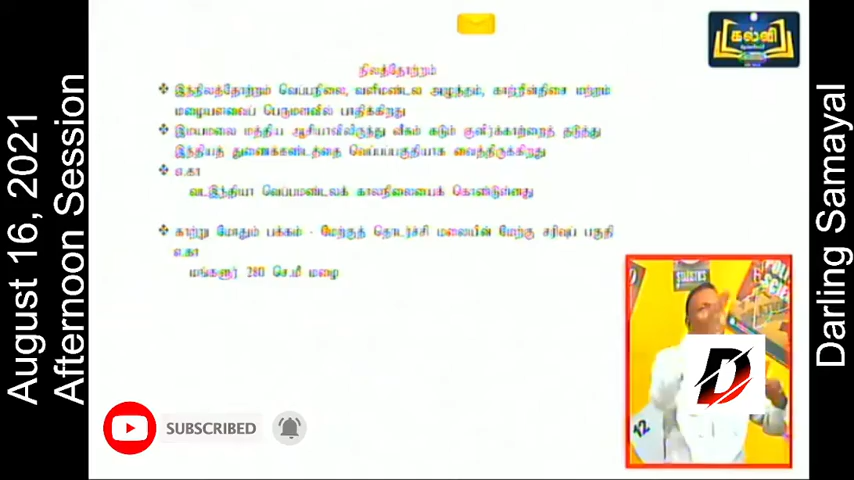 August 16, 2021
Afternoon Session
கல்வி
நிலத்தோற்றம்
❖ இந்நிலத்தோற்றம் வெப்பநிலை, வளிமண்டல அழுத்தம், காற்றின்திசை மற்றும்
மழையளவைப் பெருமளவில் பாதிக்கிறது
❖ இமயமலை மத்திய ஆசியாவிலிருந்து வீசும் கடும் குளிர்காற்றைத் தடுத்து
இந்தியத் துணைக்கண்டத்தை வெப்பப்பகுதியாக வைத்திருக்கிறது
❖ எ.கா
வடஇந்தியா வெப்பமண்டலக் காலநிலையைக் கொண்டுள்ளது
❖ காற்று மோதும் பக்கம் - மேற்குத் தொடர்ச்சி மலையின் மேற்கு சரிவுப் பகுதி
எ.கா
மங்களூர் 280 செ.மீ மழை
SUBSCRIBED
D
12
Darling Samayal